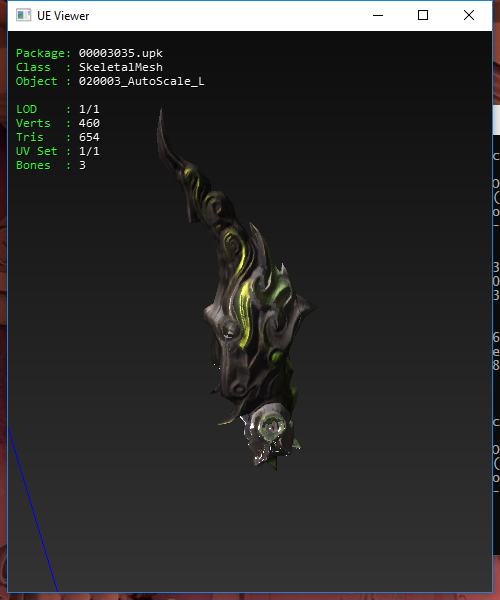 UE Viewer
Package: 00003035.upk
Class  : SkeletalMesh
Object : 020003_AutoScale_L
LOD    : 1/1
Verts  : 460
Tris   : 654
UV Set : 1/1
Bones  : 3